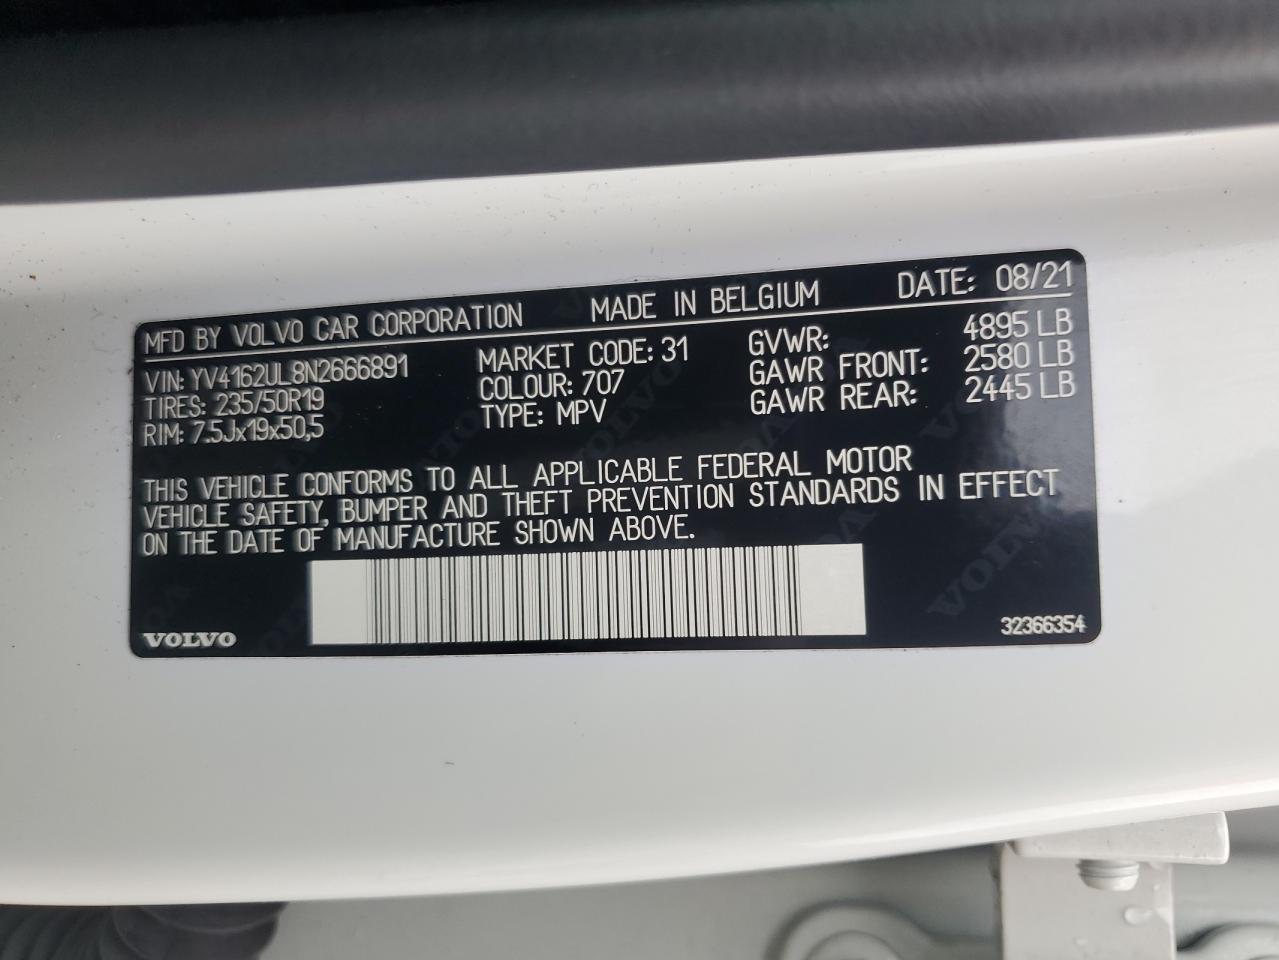 MFD BY VOLVO CAR CORPORATION MADE IN BELGIUM DATE: 08/21
VIN: YV4162UL8N2666891 MARKET CODE: 31 GVWR: 4895 LB
TIRES: 235/50R19 COLOUR: 707 GAWR FRONT: 2580 LB
RIM: 7.5Jx19x50,5 TYPE: MPV GAWR REAR: 2445 LB
THIS VEHICLE CONFORMS TO ALL APPLICABLE FEDERAL MOTOR
VEHICLE SAFETY, BUMPER AND THEFT PREVENTION STANDARDS IN EFFECT
ON THE DATE OF MANUFACTURE SHOWN ABOVE.
VOLVO 32366354